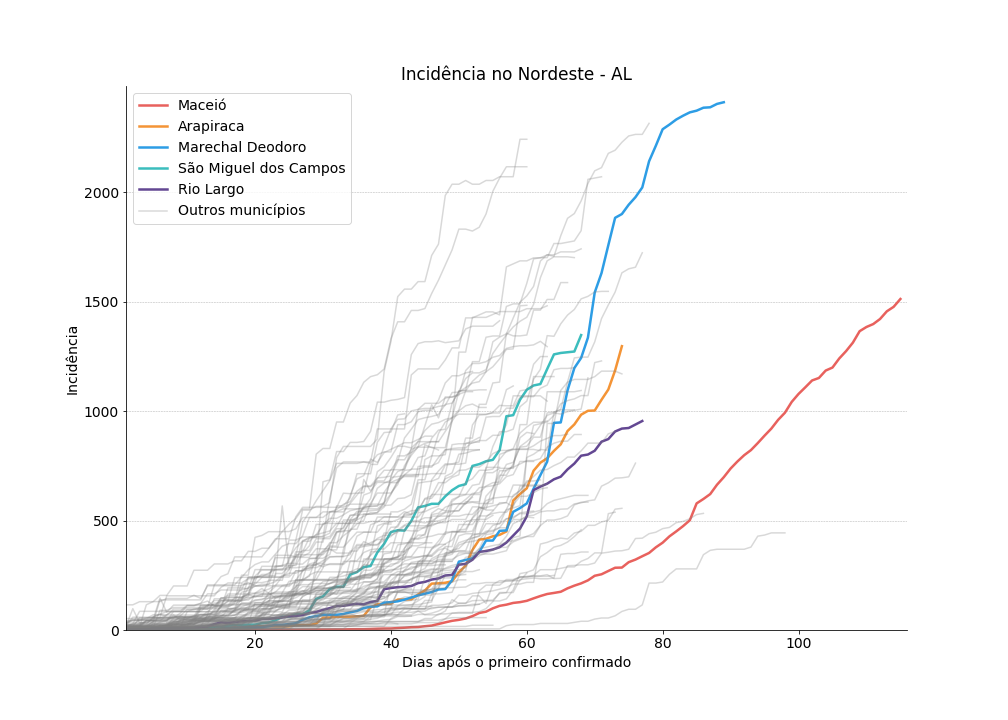 Incidência no Nordeste - AL
Maceió
Arapiraca
Marechal Deodoro
São Miguel dos Campos
Rio Largo
Outros municípios
Incidência
2000
1500
1000
500
0
20 40 60 80 100
Dias após o primeiro confirmado